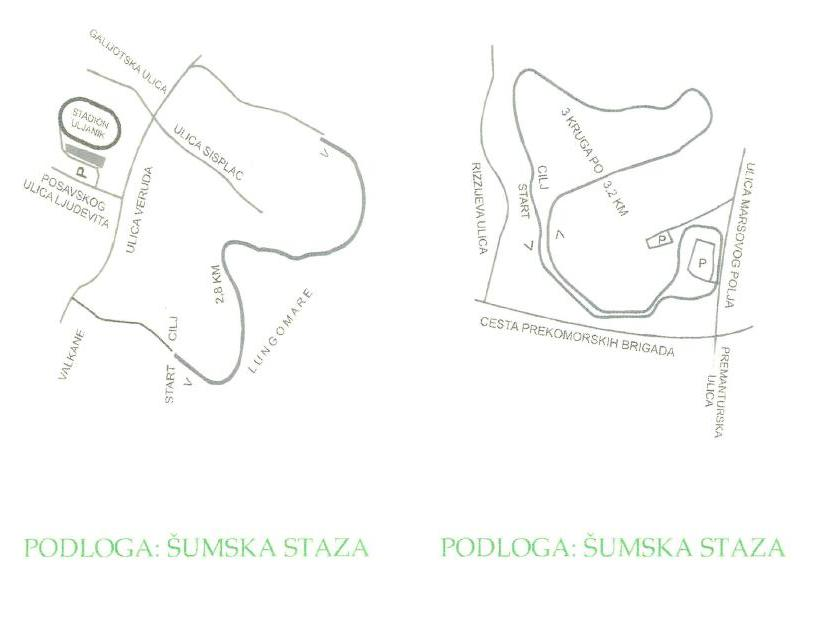 GALIJOTSKA ULICA
STADION
ULJANIK
P
POSAVSKOG
ULICA LJUDEVITA
ULICA SISPLAC
ULICA VERUDA
V
2,8 KM
LUNGOMARE
VALKANE
CILJ
START
V
PODLOGA: ŠUMSKA STAZA
3 KRUGA PO 3.2 KM
CILJ
START
V
V
RIZZIJEVA ULICA
ULICA MARSOVOG POLJA
P
P
CESTA PREKOMORSKIH BRIGADA
PREMANTURSKA
ULICA
PODLOGA: ŠUMSKA STAZA